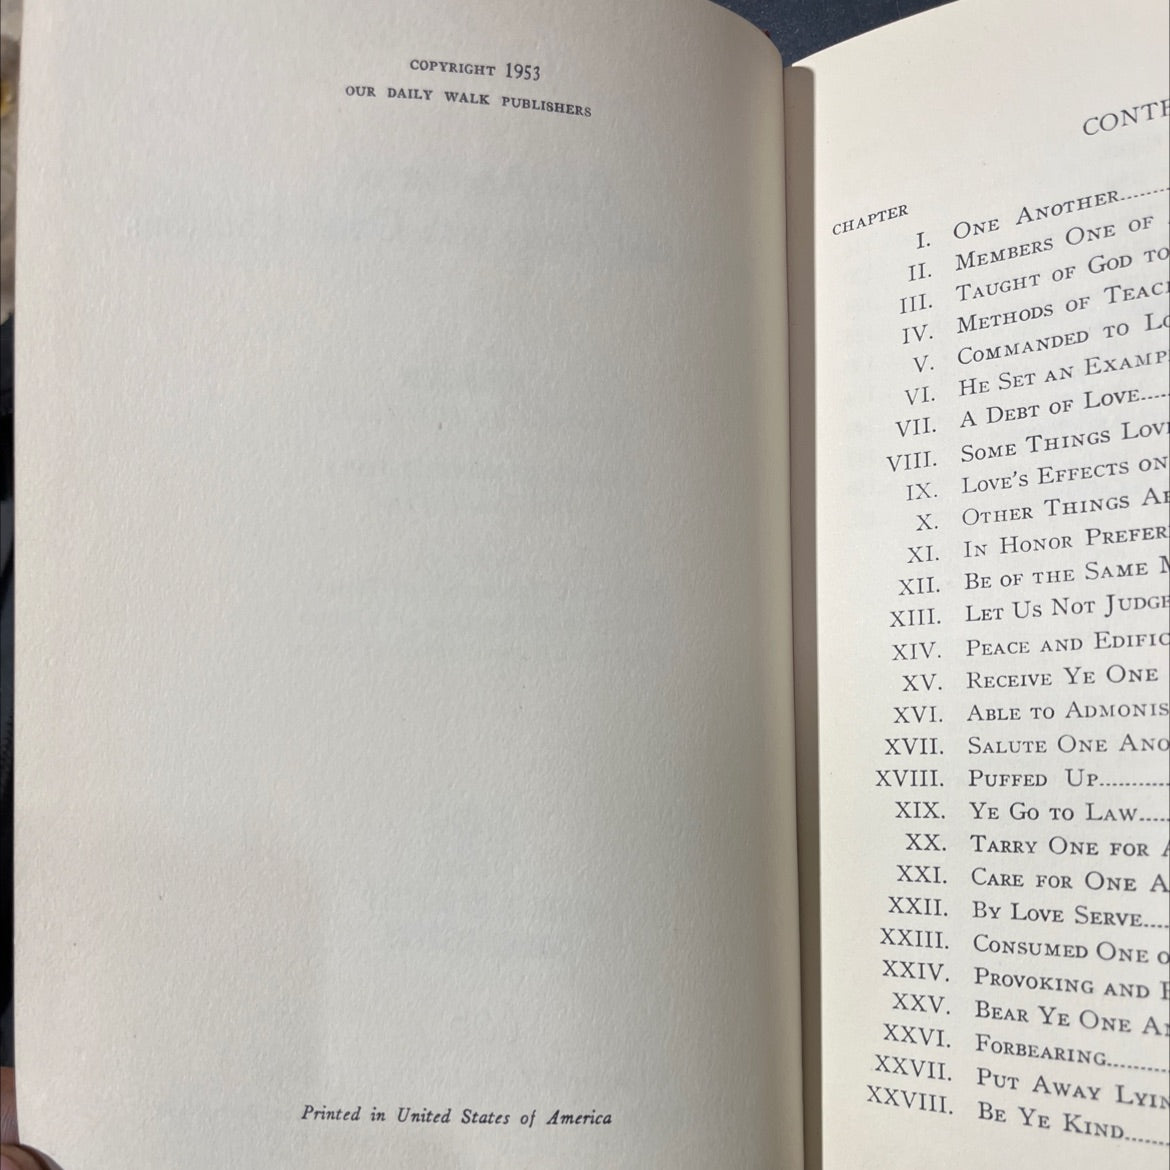 COPYRIGHT 1953
OUR DAILY WALK PUBLISHERS
Printed in United States of America
CONTE
CHAPTER
I. ONE ANOTHER
II. MEMBERS ONE OF
III. TAUGHT OF GOD TO
IV. METHODS OF TEAC
V. COMMANDED TO LO
VI. HE SET AN EXAMP
VII. A DEBT OF LOVE
VIII. SOME THINGS LOV
IX. LOVE'S EFFECTS ON
X. OTHER THINGS AB
XI. IN HONOR PREFER
XII. BE OF THE SAME M
XIII. LET US NOT JUDGE
XIV. PEACE AND EDIFIC
XV. RECEIVE YE ONE
XVI. ABLE TO ADMONIS
XVII. SALUTE ONE ANO
XVIII. PUFFED UP
XIX. YE GO TO LAW
XX. TARRY ONE FOR A
XXI. CARE FOR ONE A
XXII. BY LOVE SERVE
XXIII. CONSUMED ONE O
XXIV. PROVOKING AND E
XXV. BEAR YE ONE AN
XXVI. FORBEARING
XXVII. PUT AWAY LYIN
XXVIII. BE YE KIND